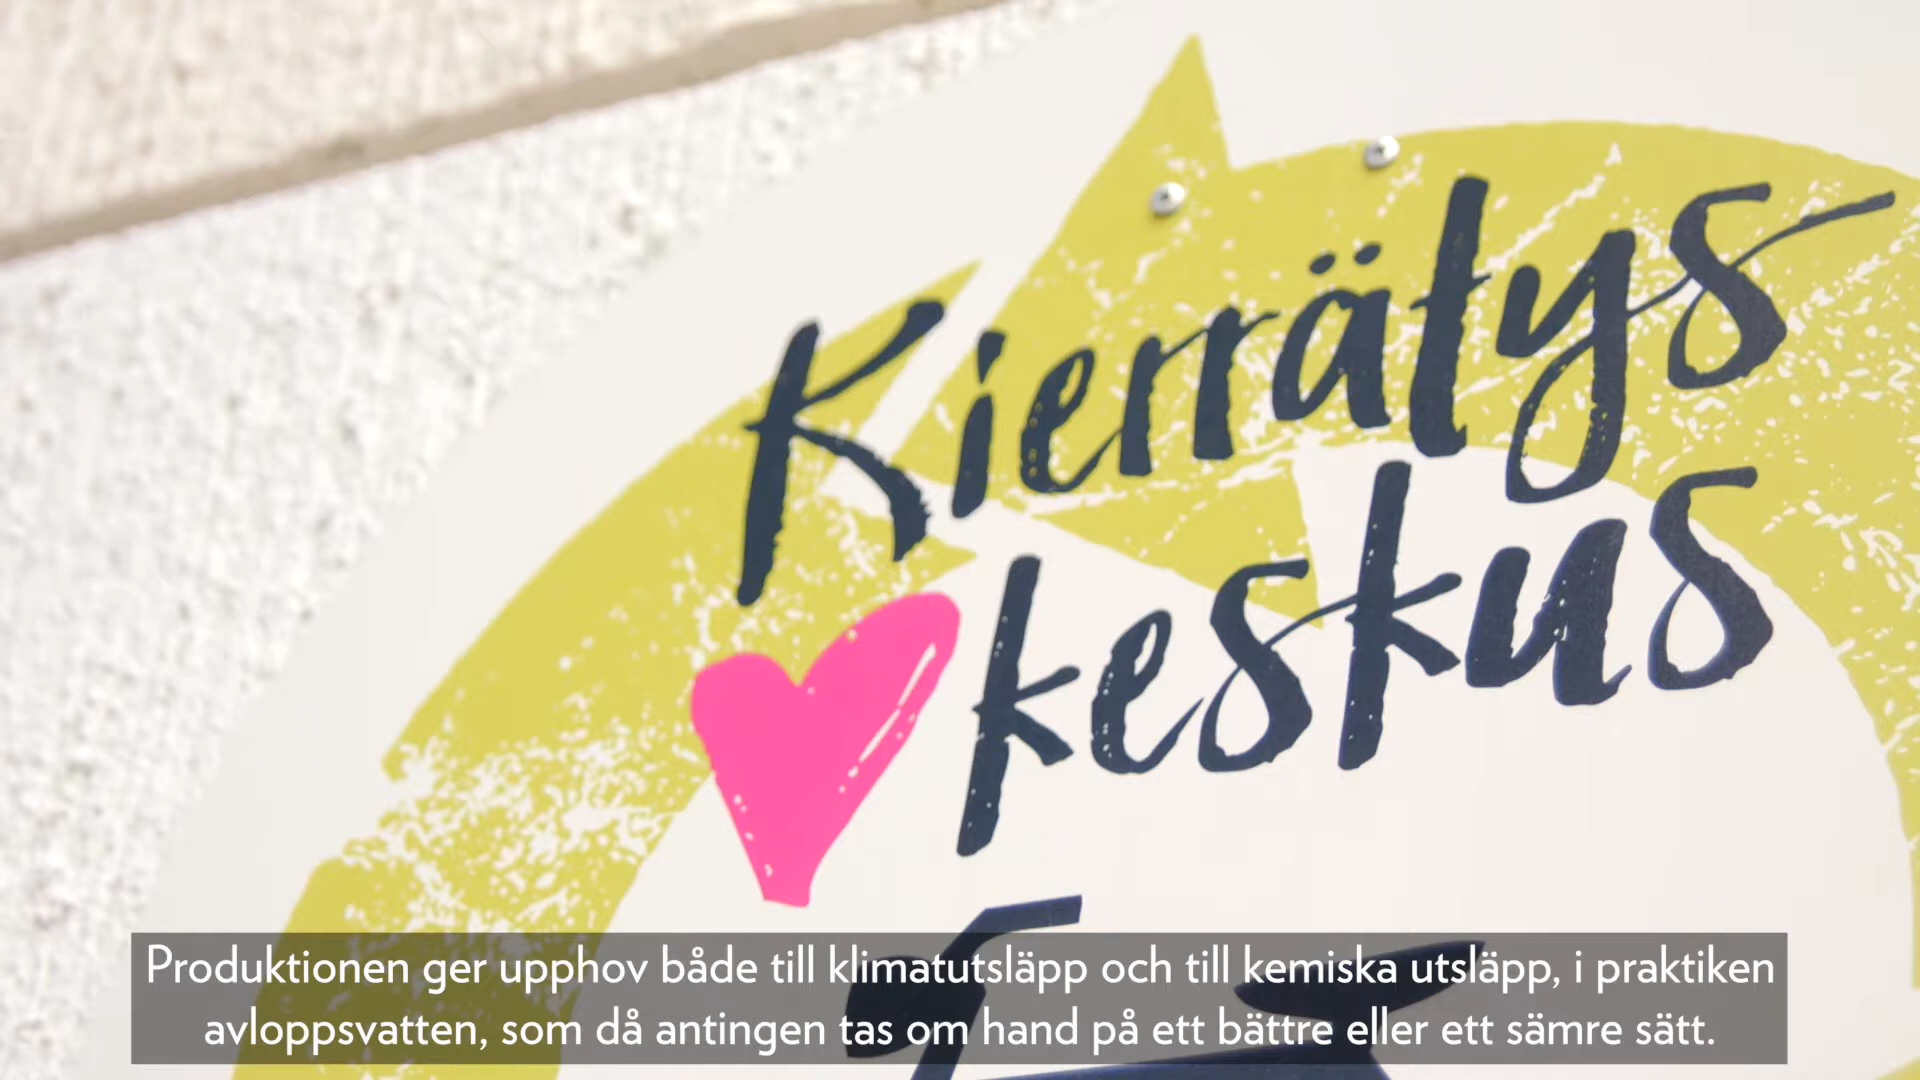 Kierrätys
keskus
Produktionen ger upphov både till klimatutsläpp och till kemiska utsläpp, i praktiken
avloppsvatten, som då antingen tas om hand på ett bättre eller ett sämre sätt.